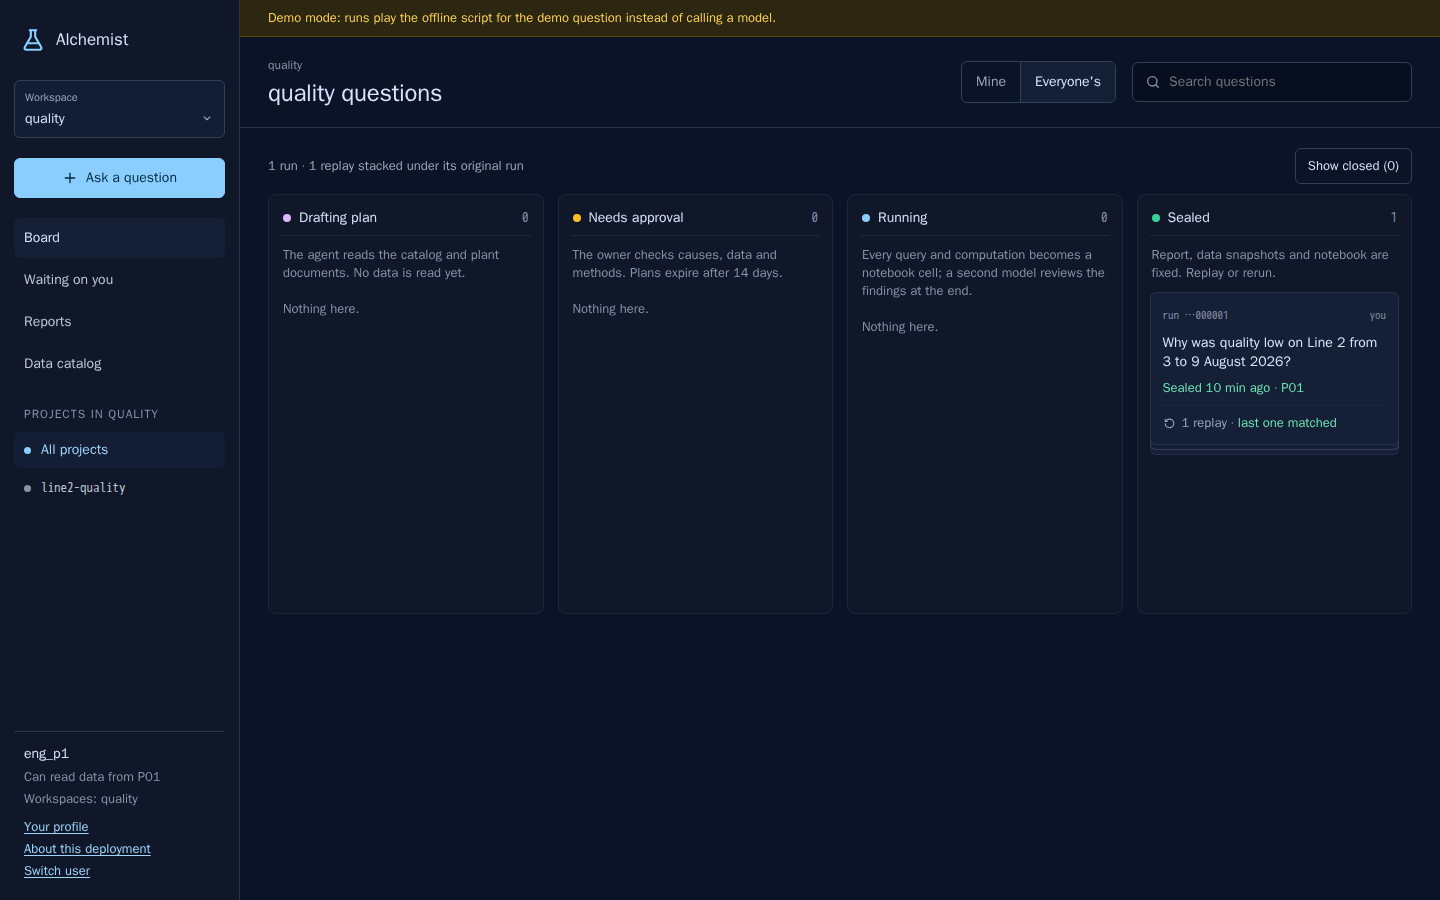 Alchemist
Workspace
quality
Ask a question
Board
Waiting on you
Reports
Data catalog
PROJECTS IN QUALITY
All projects
line2-quality
eng_p1
Can read data from P01
Workspaces: quality
Your profile
About this deployment
Switch user
Demo mode: runs play the offline script for the demo question instead of calling a model.
quality
quality questions
Mine
Everyone's
Search questions
1 run · 1 replay stacked under its original run
Show closed (0)
Drafting plan 0
The agent reads the catalog and plant
documents. No data is read yet.
Nothing here.
Needs approval 0
The owner checks causes, data and
methods. Plans expire after 14 days.
Nothing here.
Running 0
Every query and computation becomes a
notebook cell; a second model reviews the
findings at the end.
Nothing here.
Sealed 1
Report, data snapshots and notebook are
fixed. Replay or rerun.
run ···000001 you
Why was quality low on Line 2 from
3 to 9 August 2026?
Sealed 10 min ago · P01
1 replay · last one matched